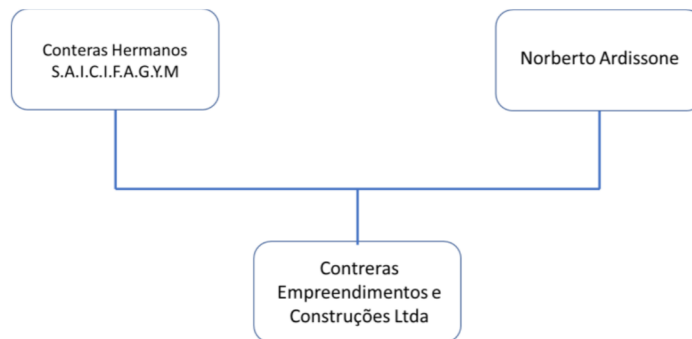 Conteras Hermanos
S.A.I.C.I.F.A.G.Y.M
Norberto Ardissone
Contreras
Empreendimentos e
Construções Ltda